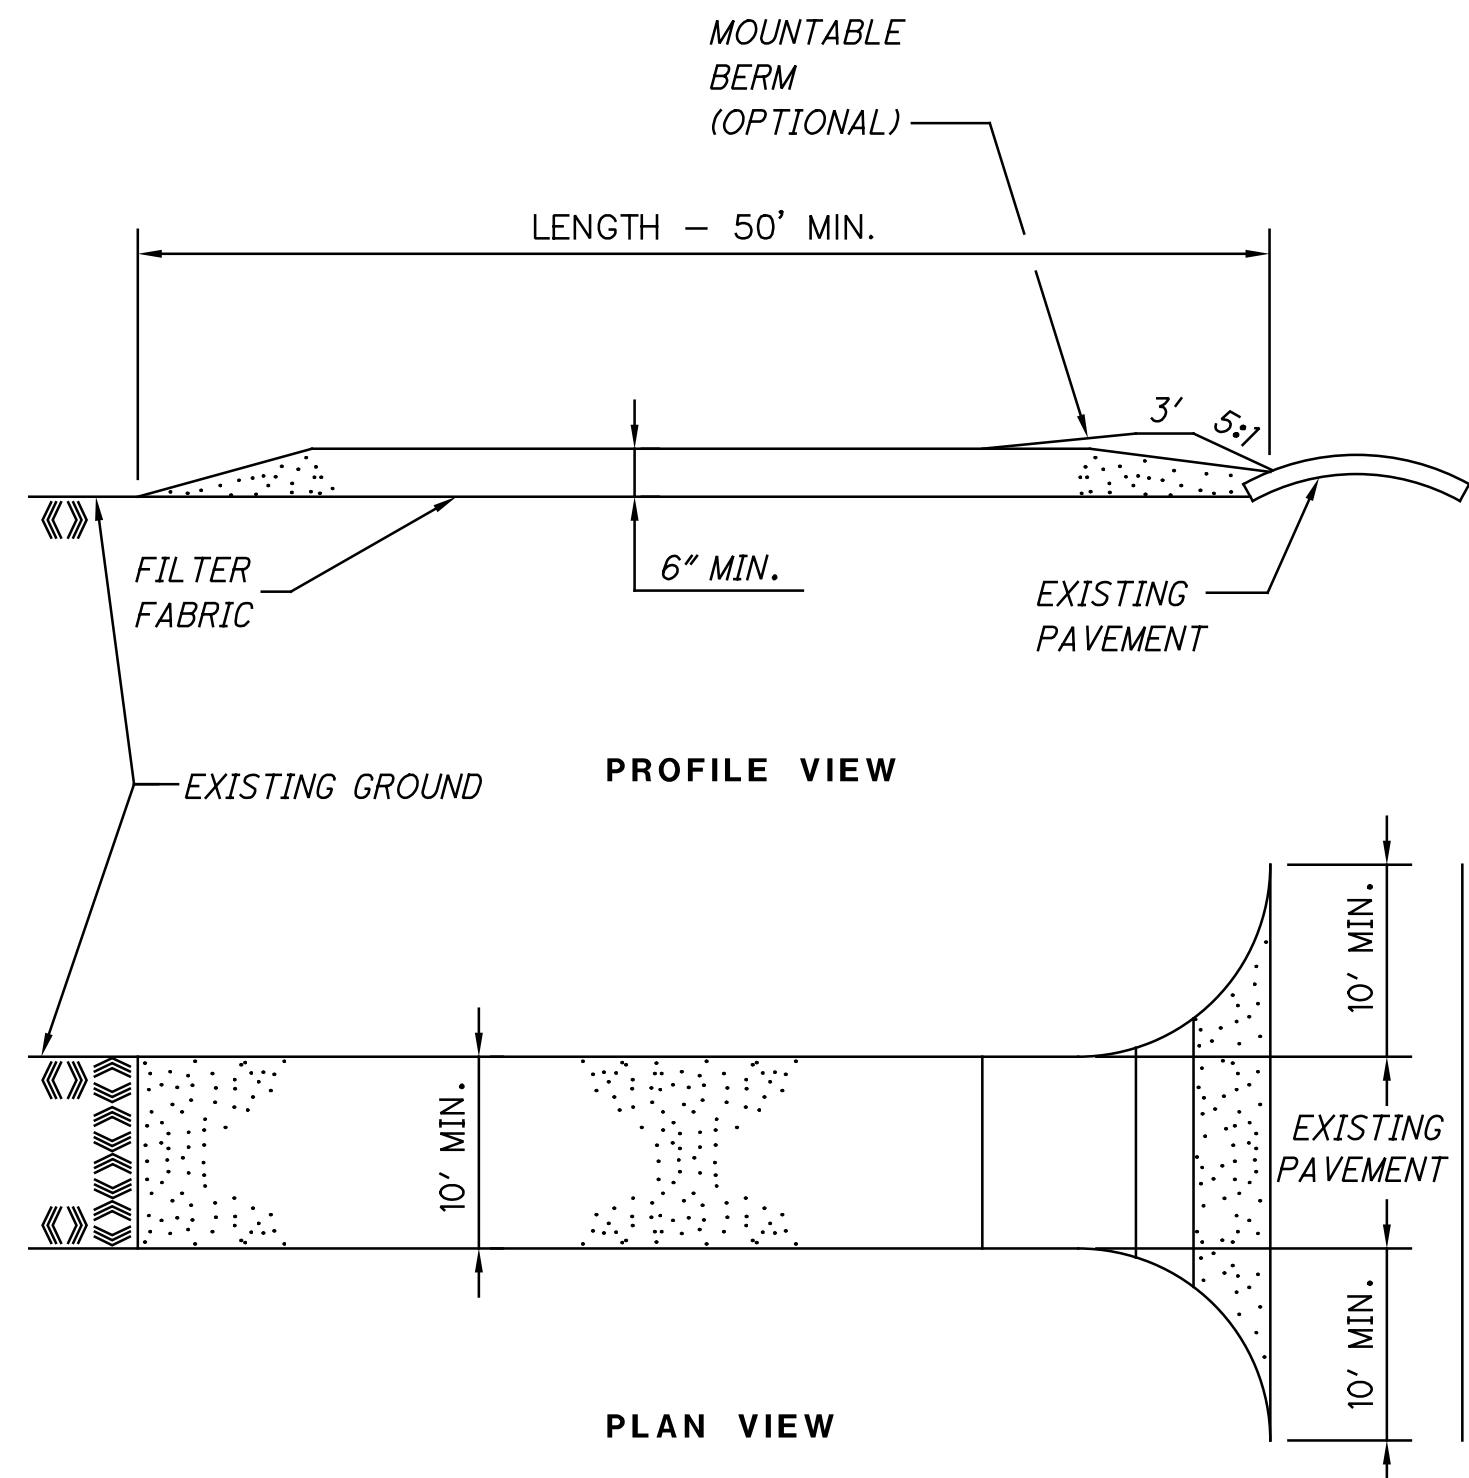 MOUNTABLE
BERM
(OPTIONAL)
LENGTH – 50' MIN.
3'
5:1
FILTER
FABRIC
6" MIN.
EXISTING
PAVEMENT
PROFILE VIEW
EXISTING GROUND
10' MIN.
10' MIN.
EXISTING
PAVEMENT
10' MIN.
PLAN VIEW